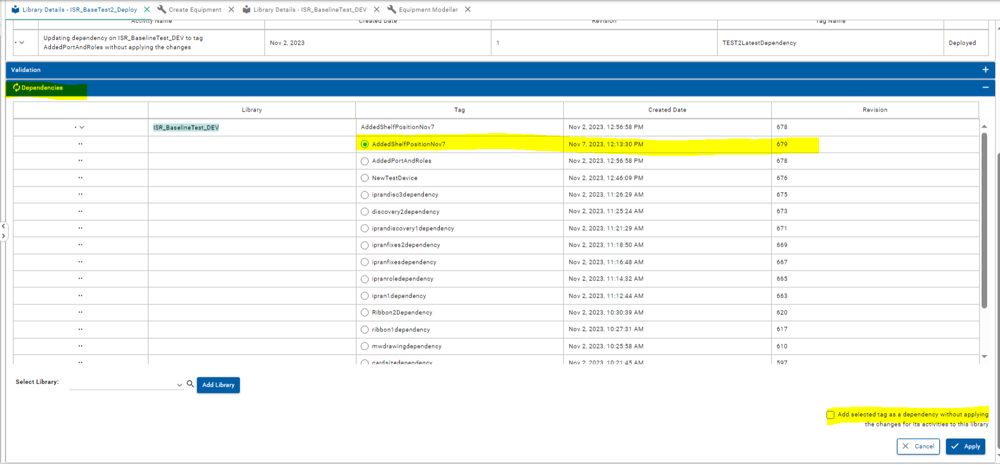 Library Details - ISR_BaseTest2_Deploy Create Equipment Library Details - ISR_BaselineTest_DEV Equipment Modeller
Activity Name Created Date Revision Tag Name
Updating dependency on ISR_BaselineTest_DEV to tag
AddedPortAndRoles without applying the changes Nov 2, 2023 1 TEST2LatestDependency Deployed
Validation
Dependencies
Library Tag Created Date Revision
ISR_BaselineTest_DEV AddedShelfPositionNov7 Nov 2, 2023, 12:56:58 PM 678
AddedShelfPositionNov7 Nov 7, 2023, 12:13:30 PM 679
AddedPortAndRoles Nov 2, 2023, 12:56:58 PM 678
NewTestDevice Nov 2, 2023, 12:46:09 PM 676
iprandisc3dependency Nov 2, 2023, 11:26:29 AM 675
discovery2dependency Nov 2, 2023, 11:25:24 AM 673
iprandiscovery1dependency Nov 2, 2023, 11:21:29 AM 671
ipranfixes2dependency Nov 2, 2023, 11:18:50 AM 669
ipranfixesdependency Nov 2, 2023, 11:16:48 AM 667
ipranroledependency Nov 2, 2023, 11:14:32 AM 665
ipran1dependency Nov 2, 2023, 11:12:44 AM 663
Ribbon2Dependency Nov 2, 2023, 10:30:39 AM 620
ribbon1dependency Nov 2, 2023, 10:27:31 AM 617
mwdrawingdependency Nov 2, 2023, 10:25:58 AM 610
cardsizedependency Nov 2, 2023, 10:21:45 AM 597
Select Library: Add Library
Add selected tag as a dependency without applying
the changes for its activities to this library
Cancel Apply